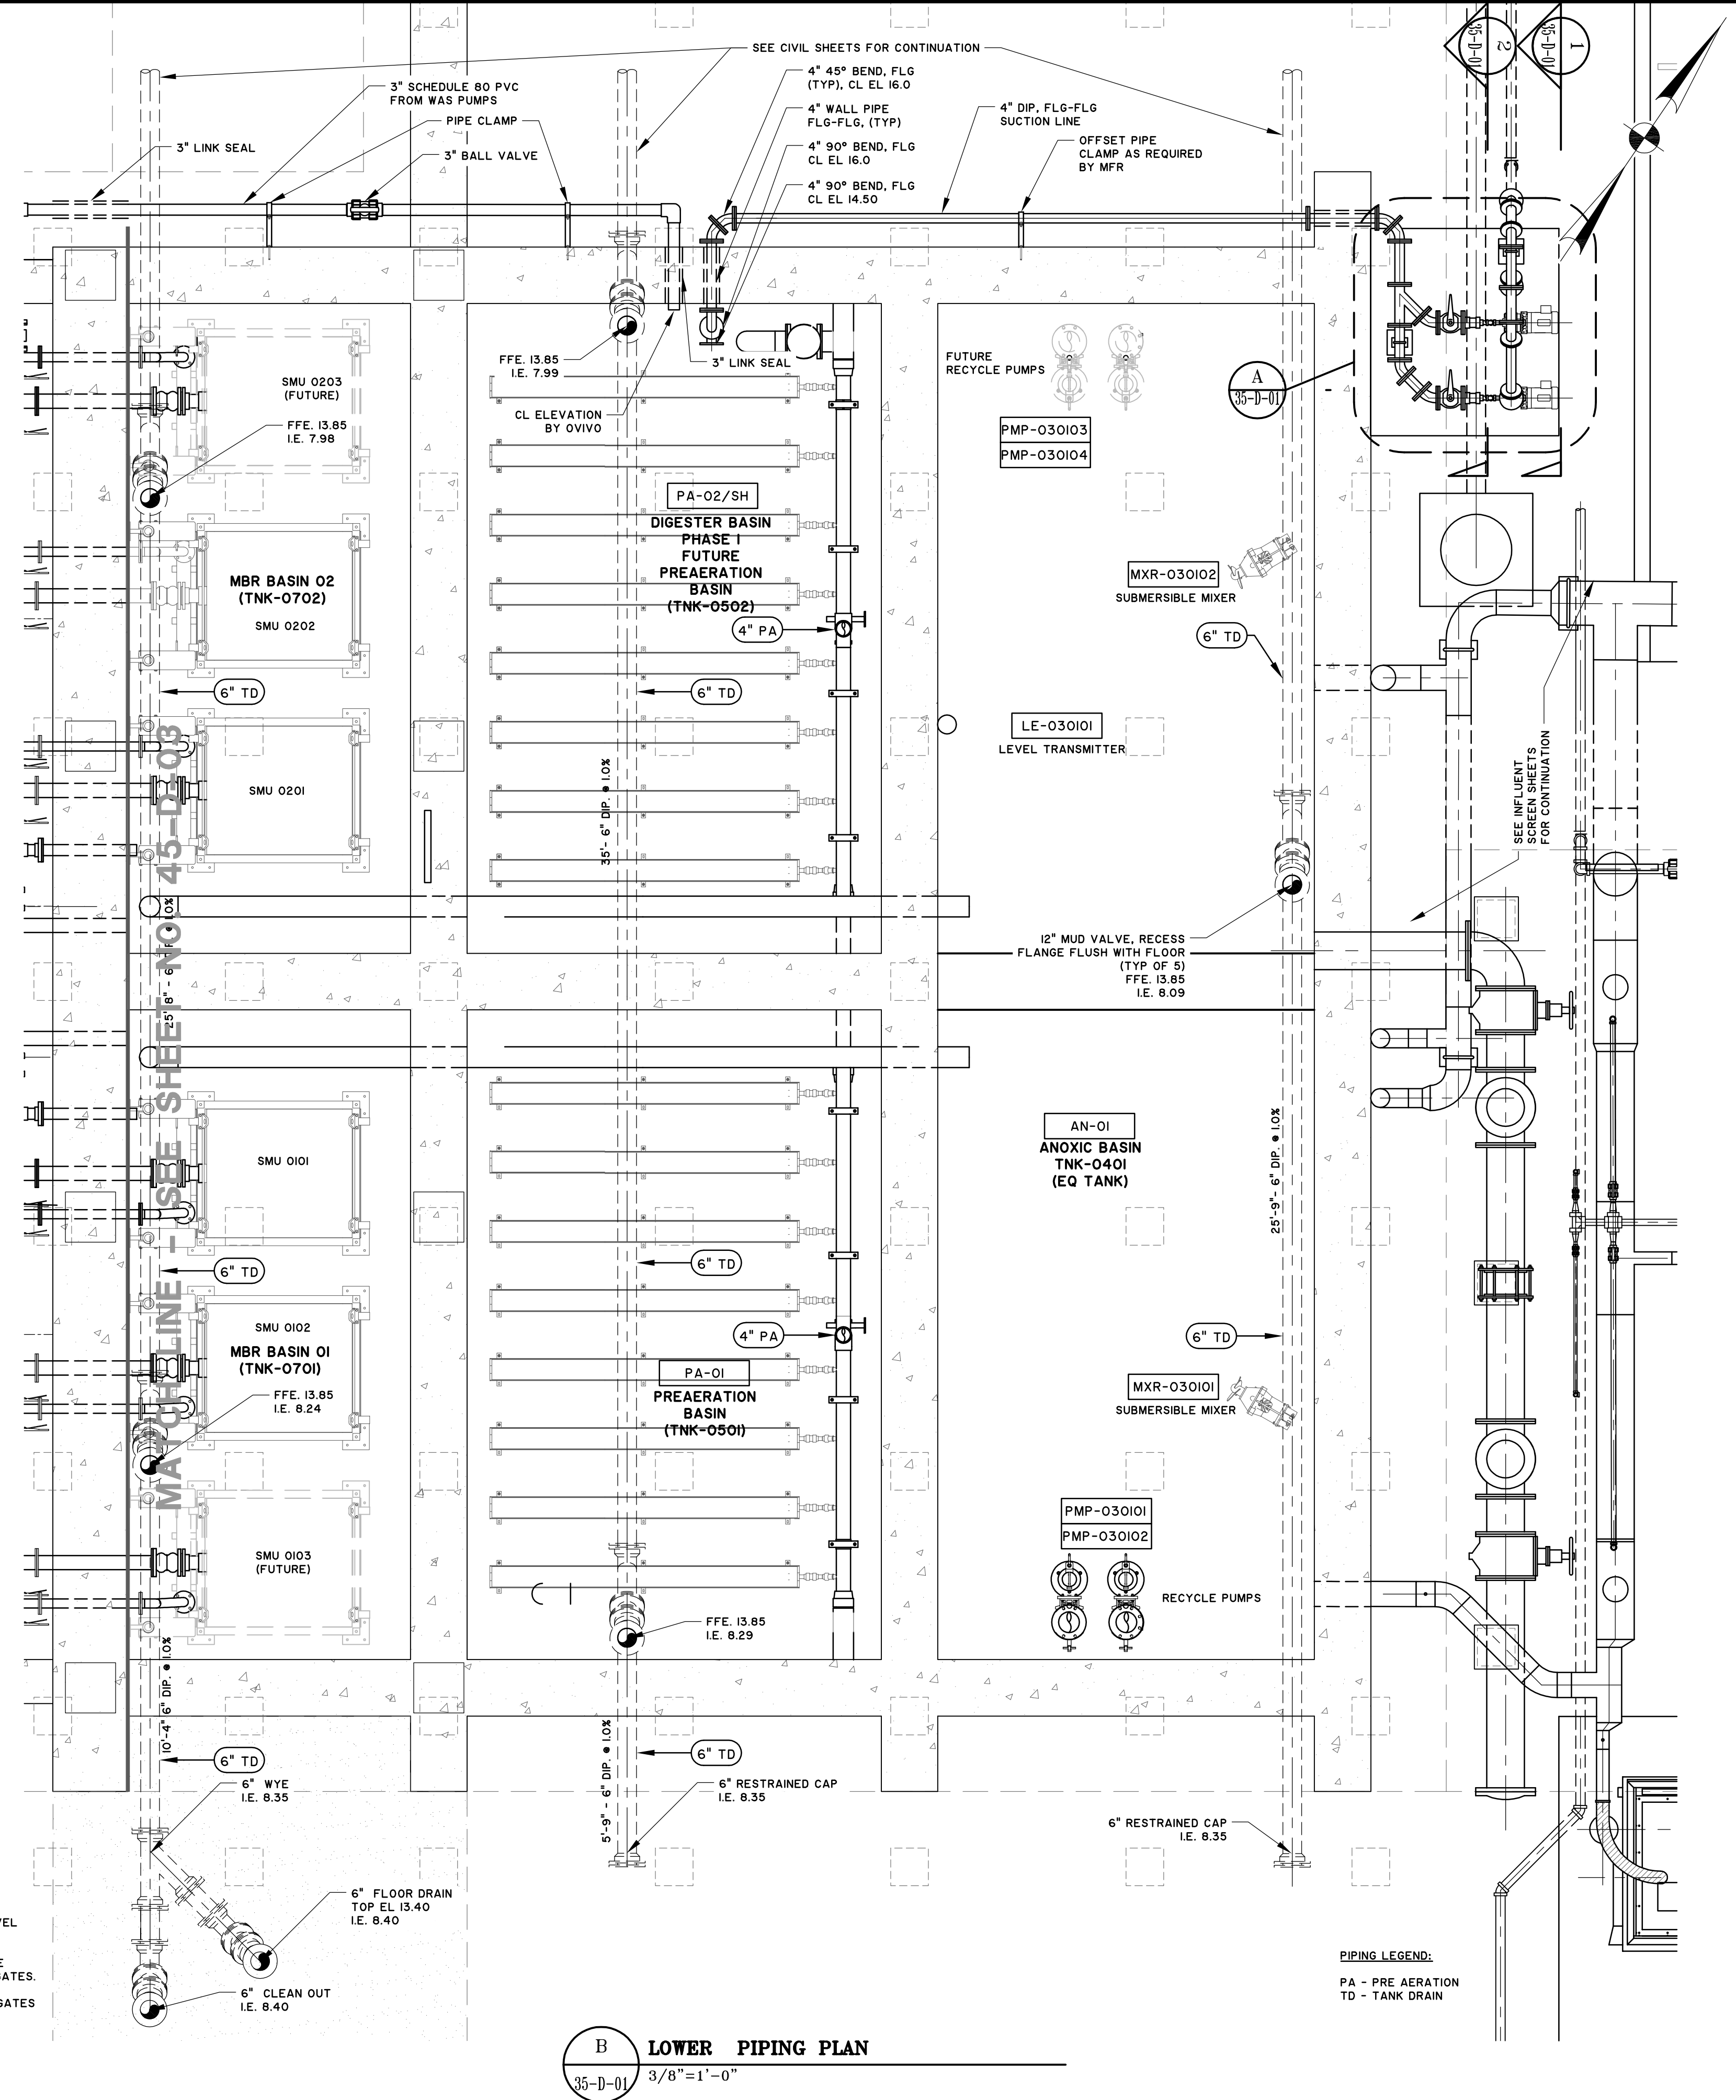 SEE CIVIL SHEETS FOR CONTINUATION
1
35-D-01
2
35-D-01
3" SCHEDULE 80 PVC
FROM WAS PUMPS
PIPE CLAMP
3" LINK SEAL
3" BALL VALVE
4" 45° BEND, FLG
(TYP), CL EL 16.0
4" WALL PIPE
FLG-FLG, (TYP)
4" 90° BEND, FLG
CL EL 16.0
4" 90° BEND, FLG
CL EL 14.50
4" DIP, FLG-FLG
SUCTION LINE
OFFSET PIPE
CLAMP AS REQUIRED
BY MFR
SMU 0203
(FUTURE)
FFE. 13.85
I.E. 7.98
FFE. 13.85
I.E. 7.99
3" LINK SEAL
CL ELEVATION
BY OVIVO
FUTURE
RECYCLE PUMPS
PMP-030103
PMP-030104
A
35-D-01
PA-02/SH
DIGESTER BASIN
PHASE 1
FUTURE
PREAERATION
BASIN
(TNK-0502)
4" PA
MBR BASIN 02
(TNK-0702)
SMU 0202
MXR-030102
SUBMERSIBLE MIXER
6" TD
6" TD
6" TD
LE-030101
LEVEL TRANSMITTER
SMU 0201
35'- 6" DIP. @ 1.0%
SEE INFLUENT
SCREEN SHEETS
FOR CONTINUATION
12" MUD VALVE, RECESS
FLANGE FLUSH WITH FLOOR
(TYP OF 5)
FFE. 13.85
I.E. 8.09
MATCHLINE - SEE SHEET NO. 45-D-03
SMU 0101
AN-01
ANOXIC BASIN
TNK-0401
(EQ TANK)
25'-9"- 6" DIP. @ 1.0%
6" TD
6" TD
6" TD
SMU 0102
MBR BASIN 01
(TNK-0701)
FFE. 13.85
I.E. 8.24
4" PA
PA-01
PREAERATION
BASIN
(TNK-0501)
MXR-030101
SUBMERSIBLE MIXER
PMP-030101
PMP-030102
RECYCLE PUMPS
SMU 0103
(FUTURE)
FFE. 13.85
I.E. 8.29
10'-4" 6" DIP. @ 1.0%
6" TD
6" WYE
I.E. 8.35
5'-9" - 6" DIP. @ 1.0%
6" TD
6" RESTRAINED CAP
I.E. 8.35
6" RESTRAINED CAP
I.E. 8.35
6" FLOOR DRAIN
TOP EL 13.40
I.E. 8.40
6" CLEAN OUT
I.E. 8.40
PIPING LEGEND:
PA - PRE AERATION
TD - TANK DRAIN
B
35-D-01
LOWER PIPING PLAN
3/8"=1'-0"